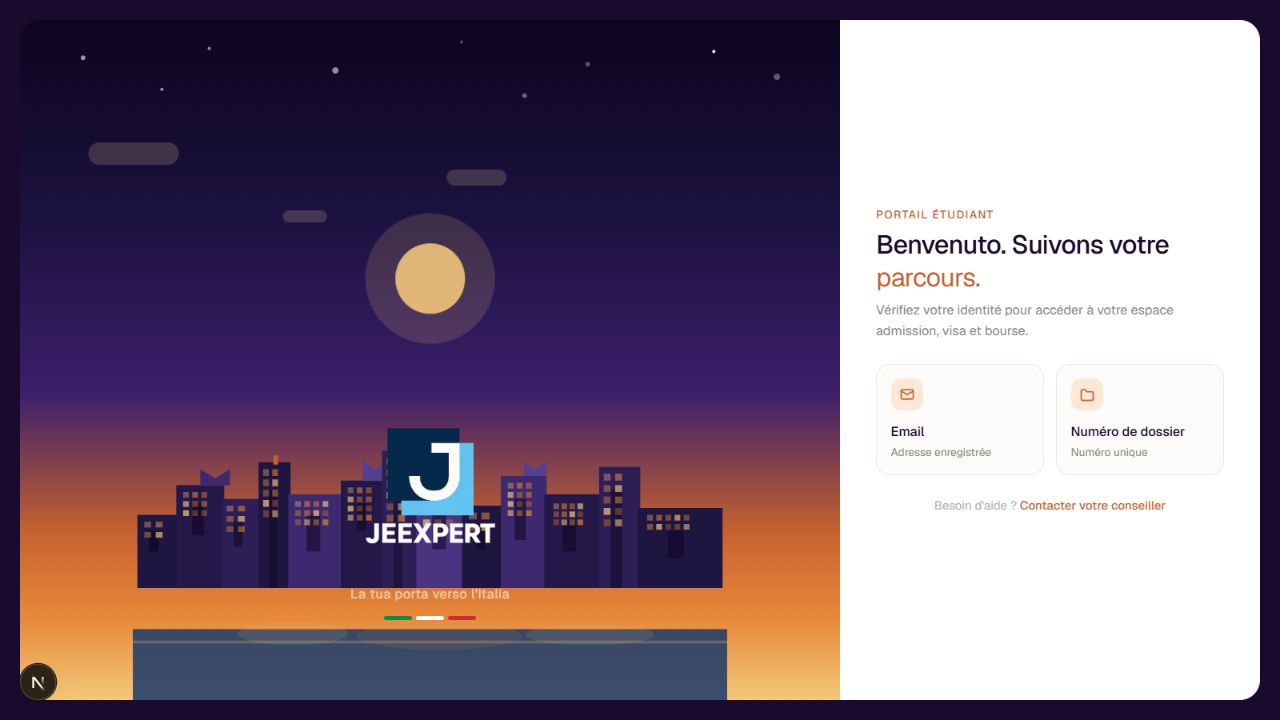 J
JEEXPERT
La tua porta verso l'Italia
N
PORTAIL ÉTUDIANT
Benvenuto. Suivons votre
parcours.
Vérifiez votre identité pour accéder à votre espace
admission, visa et bourse.
Email
Adresse enregistrée
Numéro de dossier
Numéro unique
Besoin d'aide ? Contacter votre conseiller